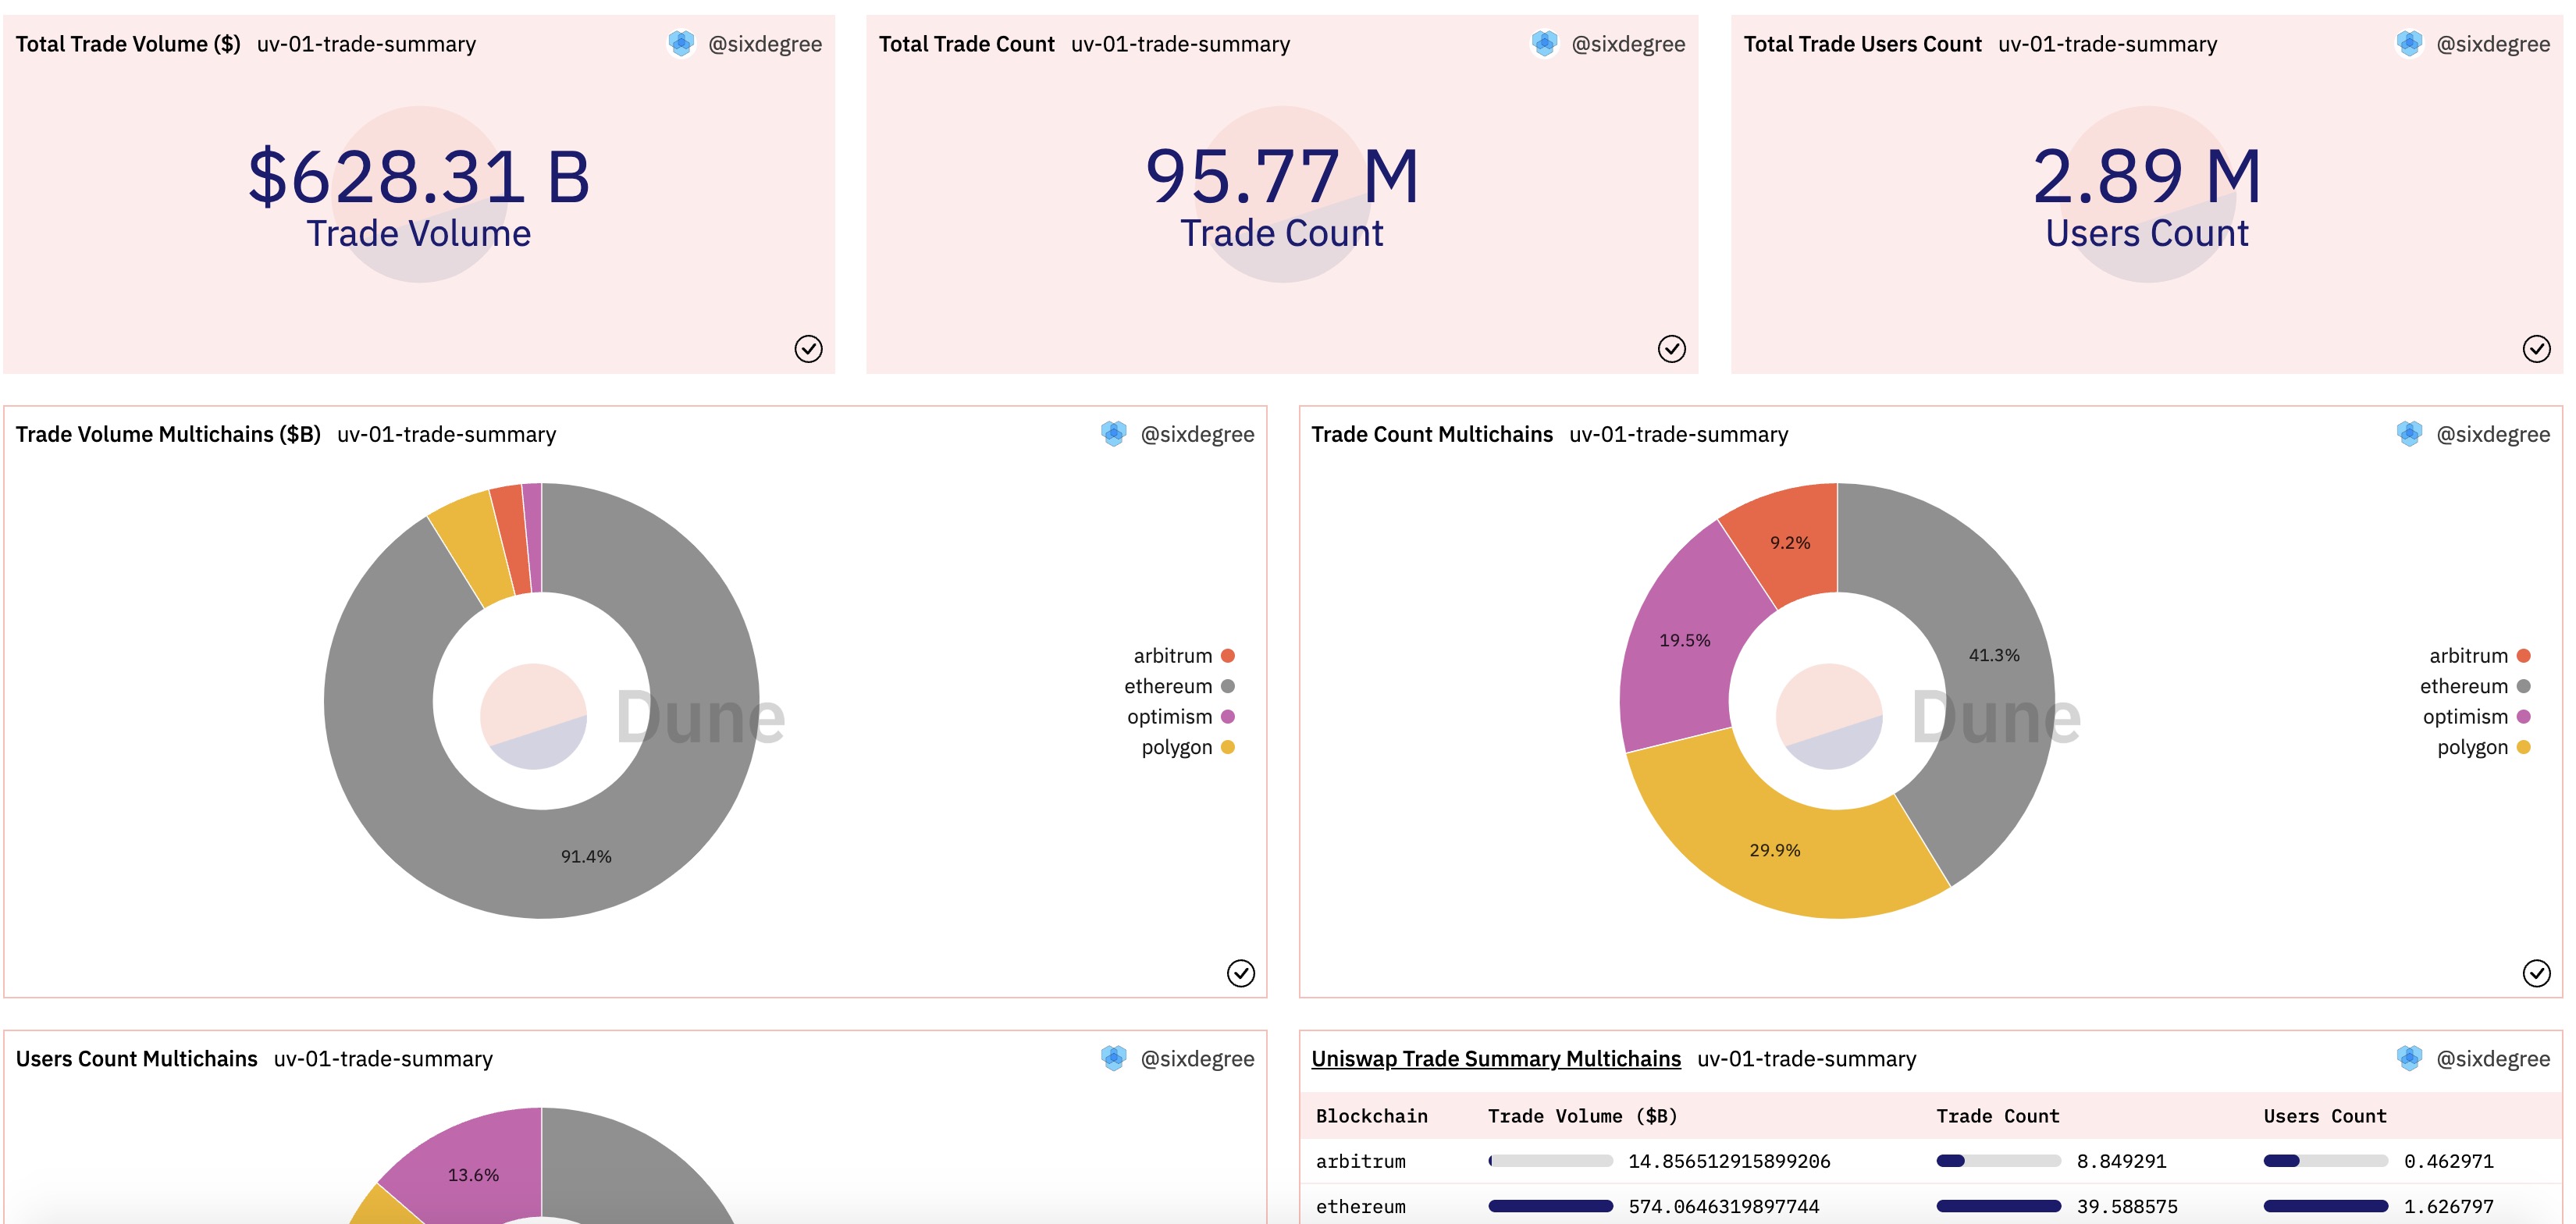 Total Trade Volume ($) uv-01-trade-summary @sixdegree
$628.31 B
Trade Volume
Total Trade Count uv-01-trade-summary @sixdegree
95.77 M
Trade Count
Total Trade Users Count uv-01-trade-summary @sixdegree
2.89 M
Users Count
Trade Volume Multichains ($B) uv-01-trade-summary @sixdegree
91.4%
Dune
arbitrum
ethereum
optimism
polygon
Trade Count Multichains uv-01-trade-summary @sixdegree
9.2%
19.5%
41.3%
29.9%
Dune
arbitrum
ethereum
optimism
polygon
Users Count Multichains uv-01-trade-summary @sixdegree
13.6%
Uniswap Trade Summary Multichains uv-01-trade-summary @sixdegree
Blockchain Trade Volume ($B) Trade Count Users Count
arbitrum 14.856512915899206 8.849291 0.462971
ethereum 574.0646319897744 39.588575 1.626797